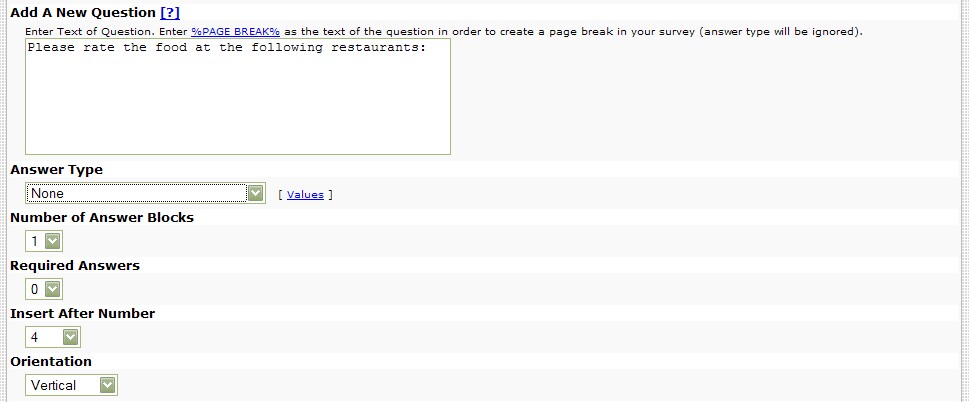 Add A New Question [?]
Enter Text of Question. Enter %PAGE BREAK% as the text of the question in order to create a page break in your survey (answer type will be ignored).
Please rate the food at the following restaurants:
Answer Type
None [ Values ]
Number of Answer Blocks
1
Required Answers
0
Insert After Number
4
Orientation
Vertical